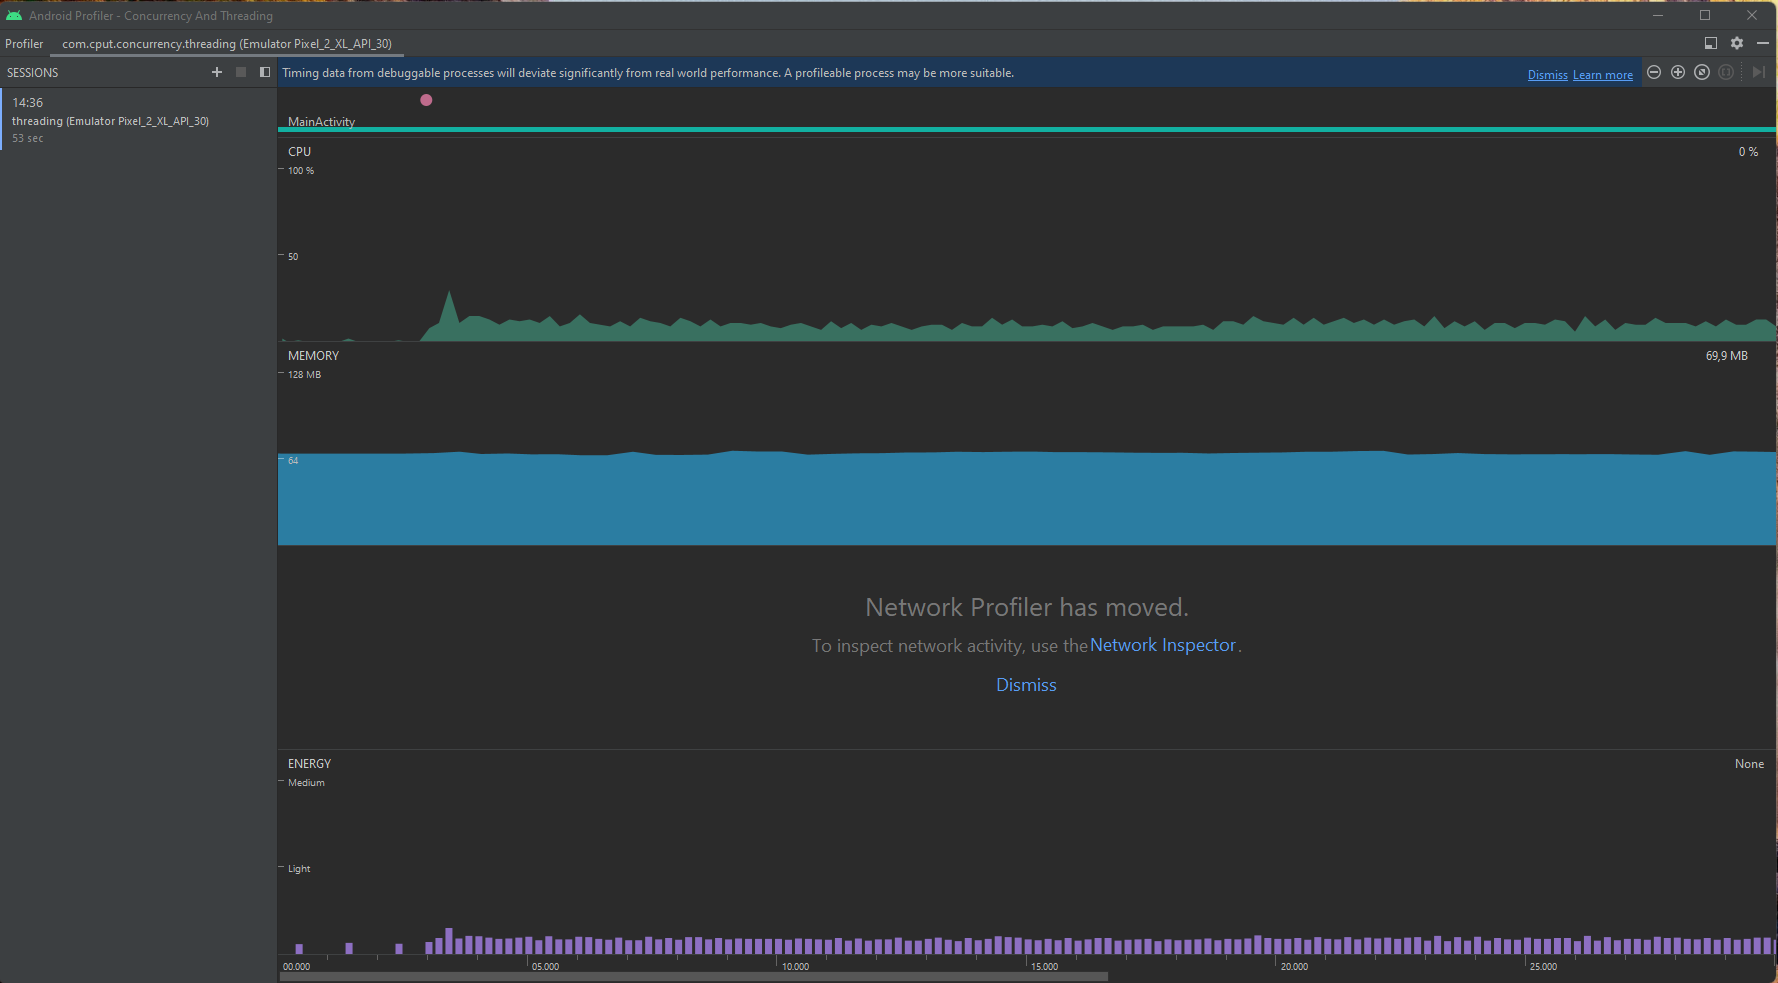 Android Profiler - Concurrency And Threading
Profiler com.cput.concurrency.threading (Emulator Pixel_2_XL_API_30)
SESSIONS
Timing data from debuggable processes will deviate significantly from real world performance. A profileable process may be more suitable.
Dismiss Learn more
14:36
threading (Emulator Pixel_2_XL_API_30)
53 sec
MainActivity
CPU
0 %
100 %
50
MEMORY
69,9 MB
128 MB
64
Network Profiler has moved.
To inspect network activity, use the Network Inspector.
Dismiss
ENERGY
None
Medium
Light
00.000 05.000 10.000 15.000 20.000 25.000